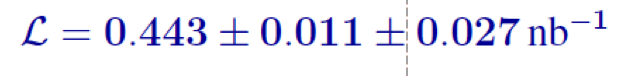 ℒ = 0.443 ± 0.011 ± 0.027 nb⁻¹